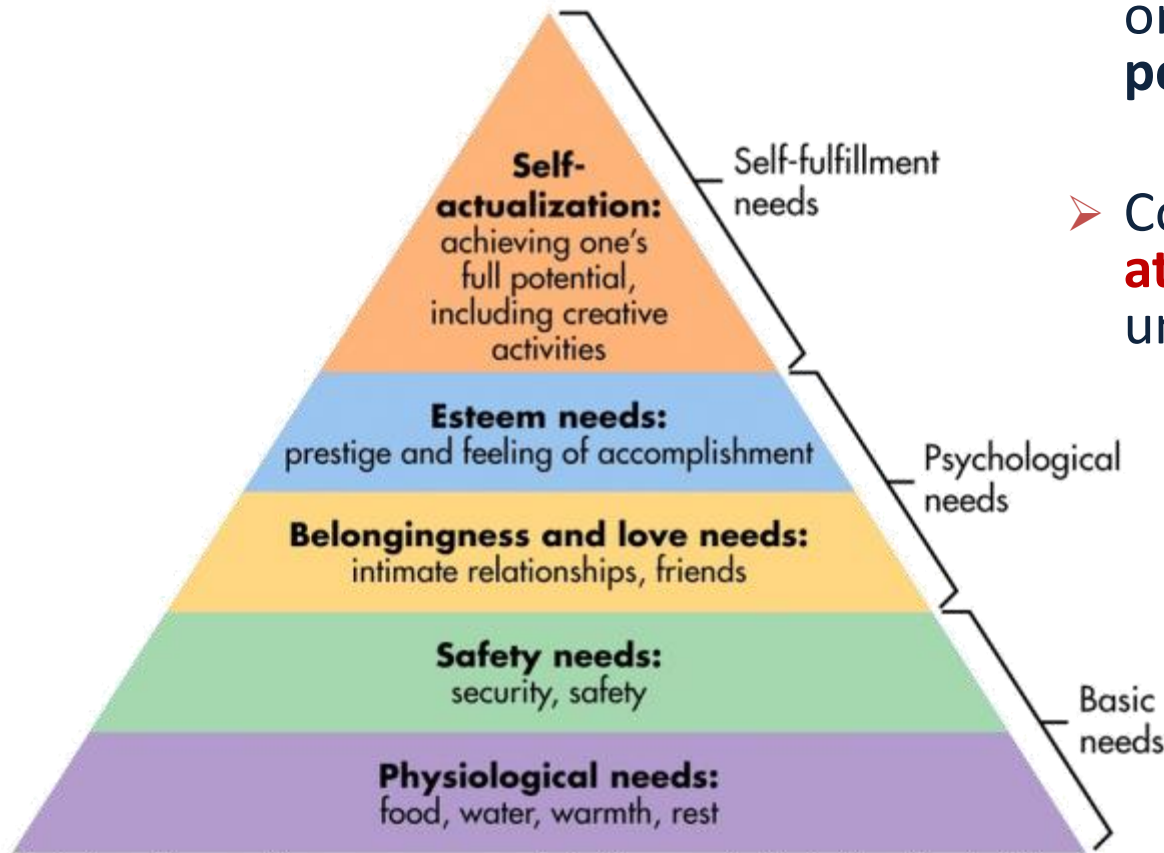 Self-
actualization:
achieving one's
full potential,
including creative
activities
Esteem needs:
prestige and feeling of accomplishment
Belongingness and love needs:
intimate relationships, friends
Safety needs:
security, safety
Physiological needs:
food, water, warmth, rest
Self-fulfillment
needs
Psychological
needs
Basic
needs